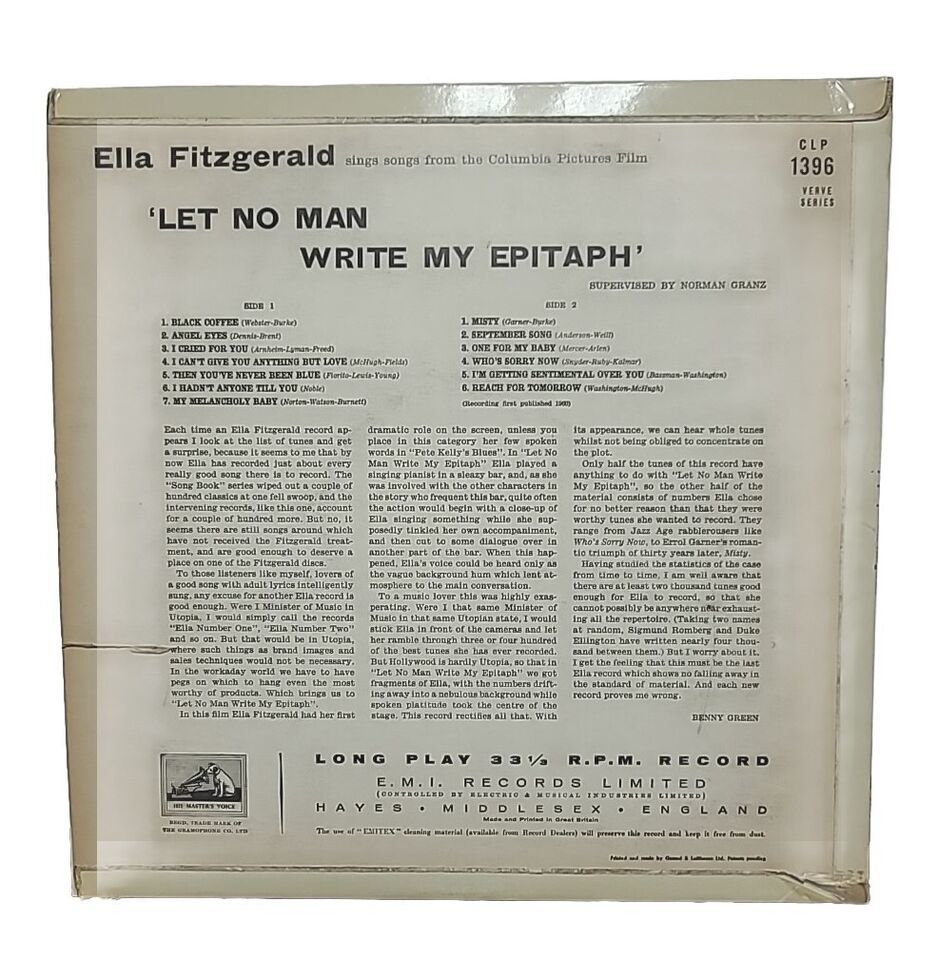 Ella Fitzgerald sings songs from the Columbia Pictures Film
CLP
1396
VERVE
SERIES
'LET NO MAN
WRITE MY EPITAPH'
SUPERVISED BY NORMAN GRANZ
SIDE 1
1. BLACK COFFEE (Webster-Burke)
2. ANGEL EYES (Dennis-Brent)
3. I CRIED FOR YOU (Arnheim-Lyman-Freed)
4. I CAN'T GIVE YOU ANYTHING BUT LOVE (McHugh-Fields)
5. THEN YOU'VE NEVER BEEN BLUE (Fiorito-Lewis-Young)
6. I HADN'T ANYONE TILL YOU (Noble)
7. MY MELANCHOLY BABY (Norton-Watson-Burnett)
SIDE 2
1. MISTY (Garner-Burke)
2. SEPTEMBER SONG (Anderson-Weill)
3. ONE FOR MY BABY (Mercer-Arlen)
4. WHO'S SORRY NOW (Snyder-Ruby-Kalmar)
5. I'M GETTING SENTIMENTAL OVER YOU (Bassman-Washington)
6. REACH FOR TOMORROW (Washington-McHugh)
(Recording first published 1960)
Each time an Ella Fitzgerald record ap-
pears I look at the list of tunes and get
a surprise, because it seems to me that by
now Ella has recorded just about every
really good song there is to record. The
"Song Book" series wiped out a couple of
hundred classics at one fell swoop, and the
intervening records, like this one, account
for a couple of hundred more. But no, it
seems there are still songs around which
have not received the Fitzgerald treat-
ment, and are good enough to deserve a
place on one of the Fitzgerald discs.
To those listeners like myself, lovers of
a good song with adult lyrics intelligently
sung, any excuse for another Ella record is
good enough. Were I Minister of Music in
Utopia, I would simply call the records
"Ella Number One", "Ella Number Two"
and so on. But that would be in Utopia,
where such things as brand images and
sales techniques would not be necessary.
In the workaday world we have to have
pegs on which to hang even the most
worthy of products. Which brings us to
"Let No Man Write My Epitaph".
In this film Ella Fitzgerald had her first
dramatic role on the screen, unless you
place in this category her few spoken
words in "Pete Kelly's Blues". In "Let No
Man Write My Epitaph" Ella played a
singing pianist in a sleazy bar, and, as she
was involved with the other characters in
the story who frequent this bar, quite often
the action would begin with a close-up of
Ella singing something while she sup-
posedly tinkled her own accompaniment,
and then cut to some dialogue over in
another part of the bar. When this hap-
pened, Ella's voice could be heard only as
the vague background hum which lent at-
mosphere to the main conversation.
To a music lover this was highly exas-
perating. Were I that same Minister of
Music in that same Utopian state, I would
stick Ella in front of the cameras and let
her ramble through three or four hundred
of the best tunes she has ever recorded.
But Hollywood is hardly Utopia, so that in
"Let No Man Write My Epitaph" we got
fragments of Ella, with the numbers drift-
ing away into a nebulous background while
spoken platitude took the centre of the
stage. This record rectifies all that. With
its appearance, we can hear whole tunes
whilst not being obliged to concentrate on
the plot.
Only half the tunes of this record have
anything to do with "Let No Man Write
My Epitaph", so the other half of the
material consists of numbers Ella chose
for no better reason than that they were
worthy tunes she wanted to record. They
range from Jazz Age rabblerousers like
Who's Sorry Now, to Errol Garner's roman-
tic triumph of thirty years later, Misty.
Having studied the statistics of the case
from time to time, I am well aware that
there are at least two thousand tunes good
enough for Ella to record, so that she
cannot possibly be anywhere near exhaust-
ing all the repertoire. (Taking two names
at random, Sigmund Romberg and Duke
Ellington have written nearly four thou-
sand between them.) But I worry about it.
I get the feeling that this must be the last
Ella record which shows no falling away in
the standard of material. And each new
record proves me wrong.
BENNY GREEN
HIS MASTER'S VOICE
REGD. TRADE MARK OF
THE GRAMOPHONE CO. LTD
LONG PLAY 33⅓ R.P.M. RECORD
E.M.I. RECORDS LIMITED
(CONTROLLED BY ELECTRIC & MUSICAL INDUSTRIES LIMITED)
HAYES • MIDDLESEX • ENGLAND
Made and Printed in Great Britain
The use of "EMITEX" cleaning material (available from Record Dealers) will preserve this record and keep it free from dust.
Printed and made by Garrod & Lofthouse Ltd. Patents pending